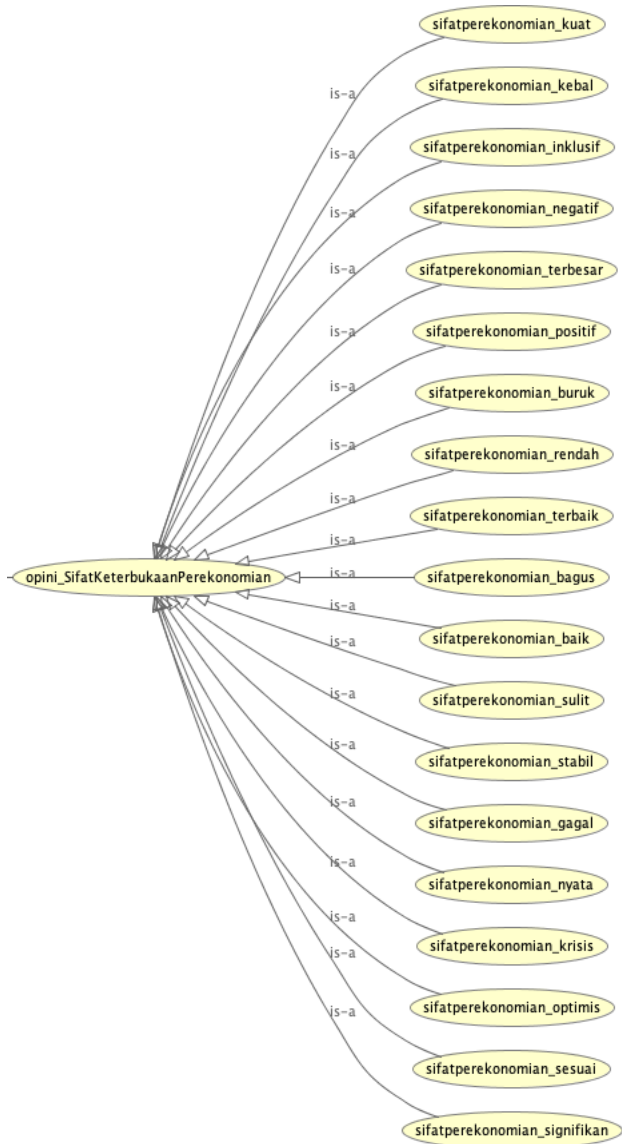 sifatperekonomian_kuat
is-a
sifatperekonomian_kebal
is-a
sifatperekonomian_inklusif
is-a
sifatperekonomian_negatif
is-a
sifatperekonomian_terbesar
is-a
sifatperekonomian_positif
is-a
sifatperekonomian_buruk
is-a
sifatperekonomian_rendah
is-a
sifatperekonomian_terbaik
is-a
opini_SifatKeterbukaanPerekonomian
is-a
sifatperekonomian_bagus
is-a
sifatperekonomian_baik
is-a
sifatperekonomian_sulit
is-a
sifatperekonomian_stabil
is-a
sifatperekonomian_gagal
is-a
sifatperekonomian_nyata
is-a
sifatperekonomian_krisis
is-a
sifatperekonomian_optimis
is-a
sifatperekonomian_sesuai
is-a
sifatperekonomian_signifikan